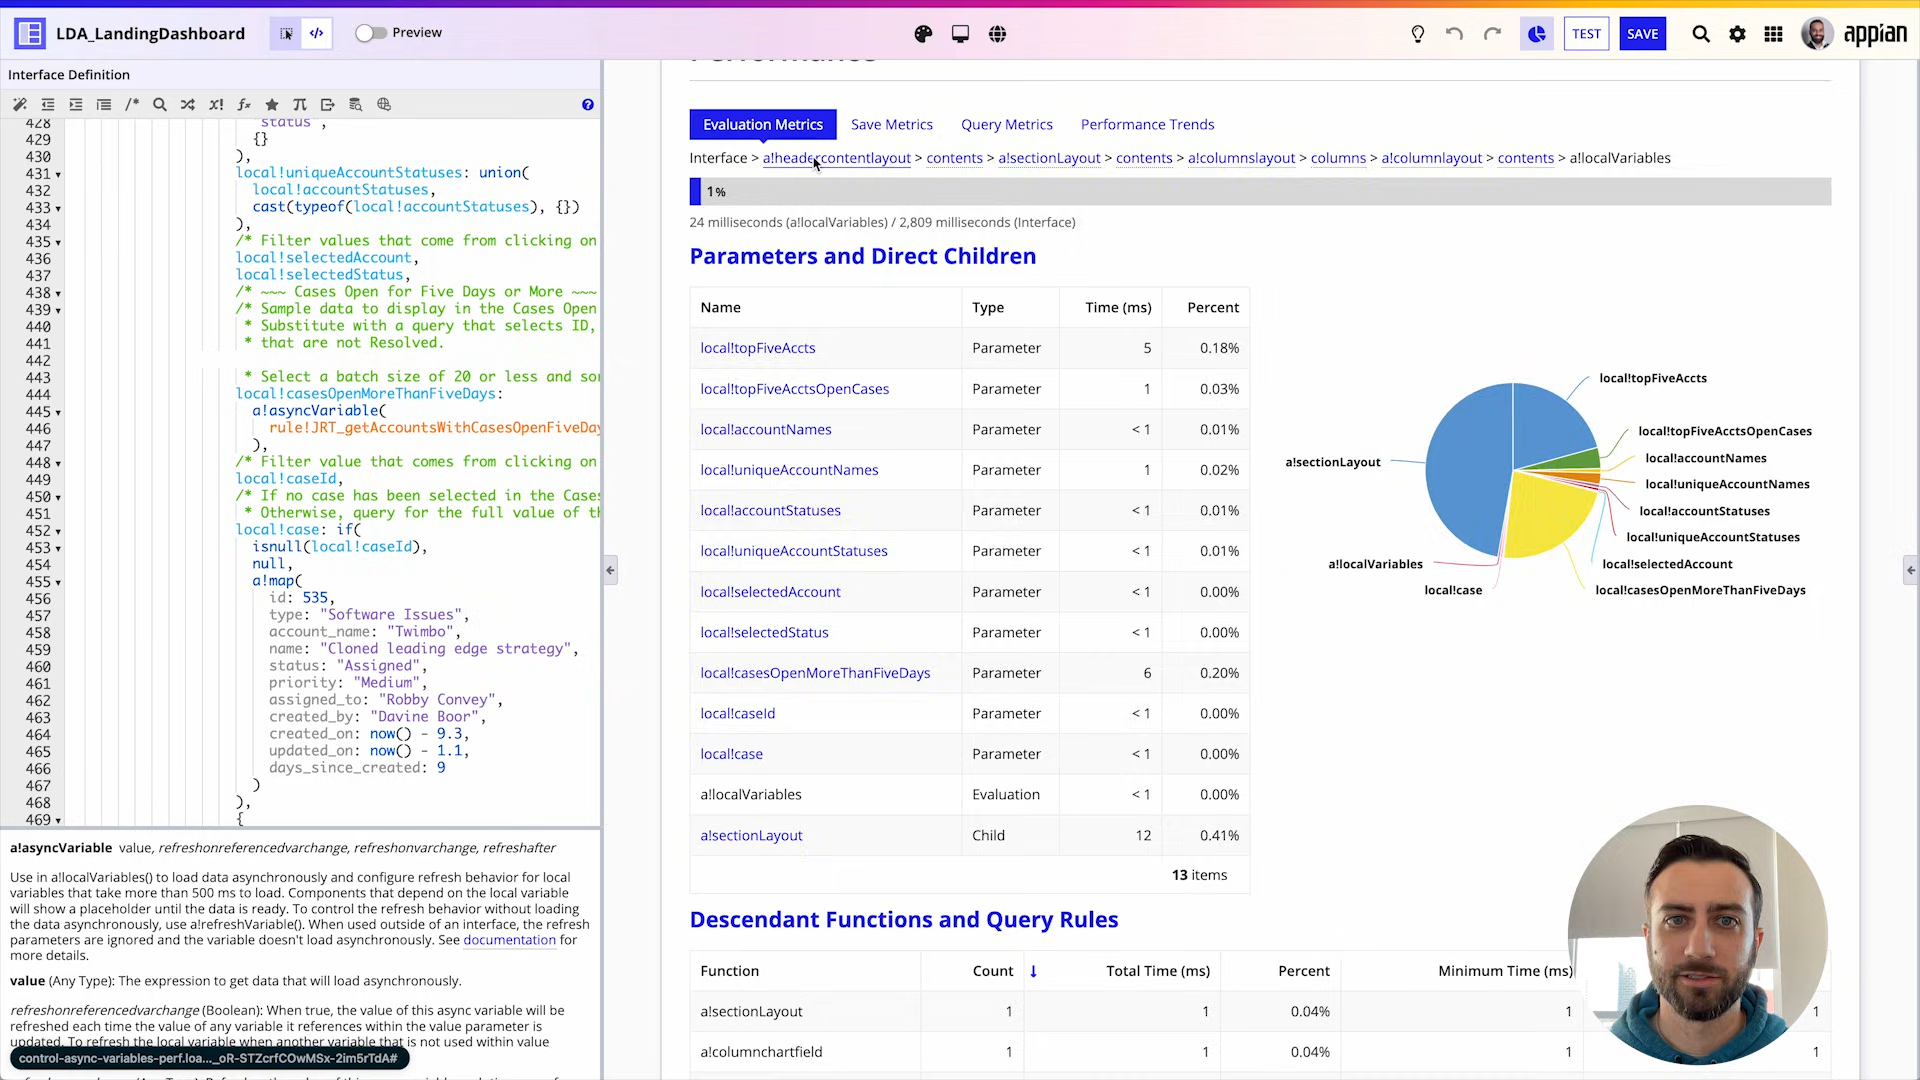 LDA_LandingDashboard
Preview
TEST
SAVE
appian
Interface Definition
428 "status",
429 {}
430 ),
431 local!uniqueAccountStatuses: union(
432 local!accountStatuses,
433 cast(typeof(local!accountStatuses), {})
434 ),
435 /* Filter values that come from clicking on
436 local!selectedAccount,
437 local!selectedStatus,
438 /* ~~~ Cases Open for Five Days or More ~~~
439 /* Sample data to display in the Cases Open
440 * Substitute with a query that selects ID,
441 * that are not Resolved.
442
443 * Select a batch size of 20 or less and sor
444 local!casesOpenMoreThanFiveDays:
445 a!asyncVariable(
446 rule!JRT_getAccountsWithCasesOpenFiveDay
447 ),
448 /* Filter value that comes from clicking on
449 local!caseId,
450 /* If no case has been selected in the Cases
451 * Otherwise, query for the full value of th
452 local!case: if(
453 isnull(local!caseId),
454 null,
455 a!map(
456 id: 535,
457 type: "Software Issues",
458 account_name: "Twimbo",
459 name: "Cloned leading edge strategy",
460 status: "Assigned",
461 priority: "Medium",
462 assigned_to: "Robby Convey",
463 created_by: "Davine Boor",
464 created_on: now() - 9.3,
465 updated_on: now() - 1.1,
466 days_since_created: 9
467 )
468 ),
469 {
a!asyncVariable value, refreshonreferencedvarchange, refreshonvarchange, refreshafter
Use in a!localVariables() to load data asynchronously and configure refresh behavior for local
variables that take more than 500 ms to load. Components that depend on the local variable
will show a placeholder until the data is ready. To control the refresh behavior without loading
the data asynchronously, use a!refreshVariable(). When used outside of an interface, the refresh
parameters are ignored and the variable doesn't load asynchronously. See documentation for
more details.
value (Any Type): The expression to get data that will load asynchronously.
refreshonreferencedvarchange (Boolean): When true, the value of this async variable will be
refreshed each time the value of any variable it references within the value parameter is
updated. To refresh the local variable when another variable that is not used within value
control-async-variables-perf.loa..._oR-STZcrfCOwMSx-2im5rTdA#
Performance
Evaluation Metrics Save Metrics Query Metrics Performance Trends
Interface > a!headercontentlayout > contents > a!sectionLayout > contents > a!columnslayout > columns > a!columnlayout > contents > a!localVariables
1%
24 milliseconds (a!localVariables) / 2,809 milliseconds (Interface)
Parameters and Direct Children
Name Type Time (ms) Percent
local!topFiveAccts Parameter 5 0.18%
local!topFiveAcctsOpenCases Parameter 1 0.03%
local!accountNames Parameter < 1 0.01%
local!uniqueAccountNames Parameter 1 0.02%
local!accountStatuses Parameter < 1 0.01%
local!uniqueAccountStatuses Parameter < 1 0.01%
local!selectedAccount Parameter < 1 0.00%
local!selectedStatus Parameter < 1 0.00%
local!casesOpenMoreThanFiveDays Parameter 6 0.20%
local!caseId Parameter < 1 0.00%
local!case Parameter < 1 0.00%
a!localVariables Evaluation < 1 0.00%
a!sectionLayout Child 12 0.41%
13 items
local!topFiveAccts
local!topFiveAcctsOpenCases
local!accountNames
a!sectionLayout
local!uniqueAccountNames
local!accountStatuses
local!uniqueAccountStatuses
a!localVariables
local!selectedAccount
local!case
local!casesOpenMoreThanFiveDays
Descendant Functions and Query Rules
Function Count Total Time (ms) Percent Minimum Time (ms)
a!sectionLayout 1 1 0.04% 1 1
a!columnchartfield 1 1 0.04% 1 1